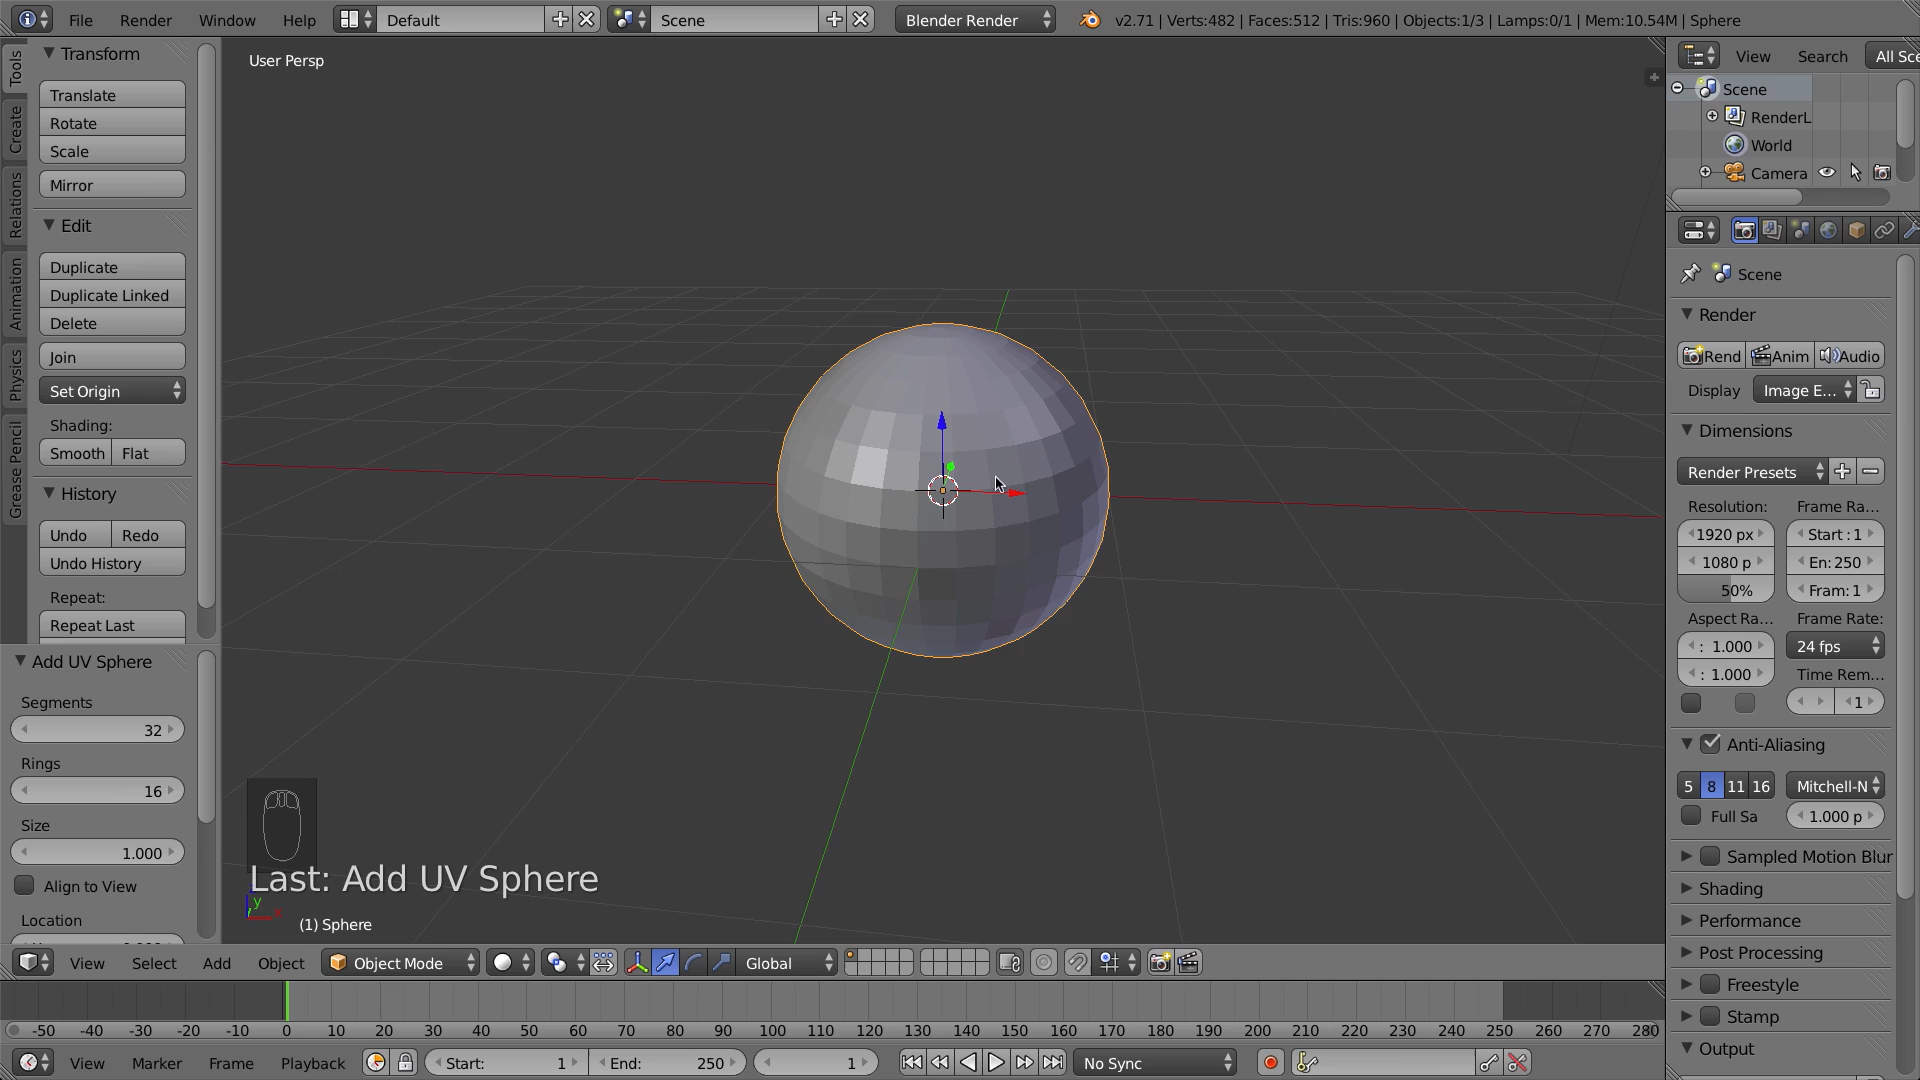 File Render Window Help Default Scene Blender Render v2.71 | Verts:482 | Faces:512 | Tris:960 | Objects:1/3 | Lamps:0/1 | Mem:10.54M | Sphere
Tools
Create
Relations
Animation
Physics
Grease Pencil
Transform
Translate
Rotate
Scale
Mirror
Edit
Duplicate
Duplicate Linked
Delete
Join
Set Origin
Shading:
Smooth Flat
History
Undo Redo
Undo History
Repeat:
Repeat Last
Add UV Sphere
Segments
32
Rings
16
Size
1.000
Align to View
Location
User Persp
Last: Add UV Sphere
y
x
(1) Sphere
View Search All Sce
Scene
RenderL
World
Camera
Scene
Render
Rend Anim Audio
Display Image E...
Dimensions
Render Presets
Resolution: Frame Ra...
1920 px Start : 1
1080 p En: 250
50% Fram: 1
Aspect Ra... Frame Rate:
: 1.000 24 fps
: 1.000 Time Rem...
1
Anti-Aliasing
5 8 11 16 Mitchell-N
Full Sa 1.000 p
Sampled Motion Blur
Shading
Performance
Post Processing
Freestyle
Stamp
Output
View Select Add Object Object Mode Global
-50 -40 -30 -20 -10 0 10 20 30 40 50 60 70 80 90 100 110 120 130 140 150 160 170 180 190 200 210 220 230 240 250 260 270 280
View Marker Frame Playback Start: 1 End: 250 1 No Sync